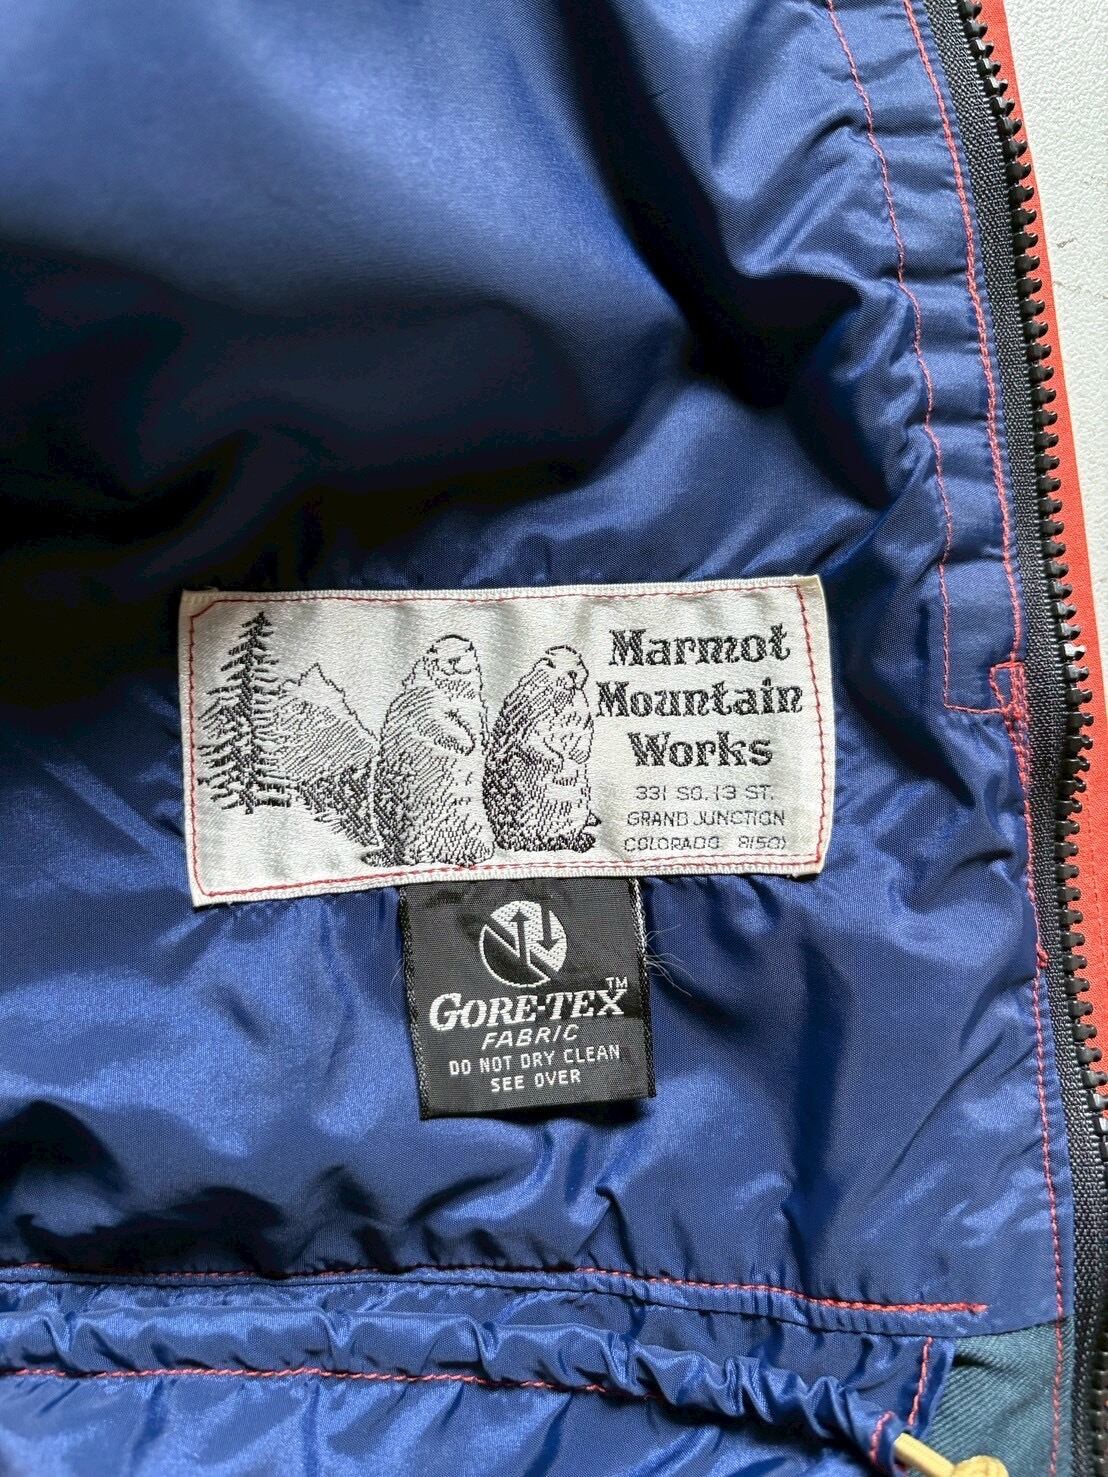 Marmot
Mountain
Works
331 SO. 13 ST.
GRAND JUNCTION
COLORADO 81501
GORE-TEX™
FABRIC
DO NOT DRY CLEAN
SEE OVER